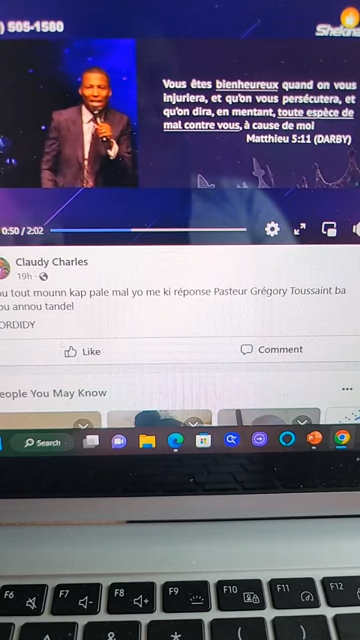 ) 505-1580
Shekina
Vous êtes bienheureux quand on vous
injuriera, et qu'on vous persécutera, et
qu'on dira, en mentant, toute espèce de
mal contre vous, à cause de moi
Matthieu 5:11 (DARBY)
0:50 / 2:02
Claudy Charles
19h
ou tout mounn kap pale mal yo me ki réponse Pasteur Grégory Toussaint ba
ou annou tandel
ORDIDY
Like
Comment
eople You May Know
Search
F6
F7
F8
F9
F10
F11
F12
&
*
(
)